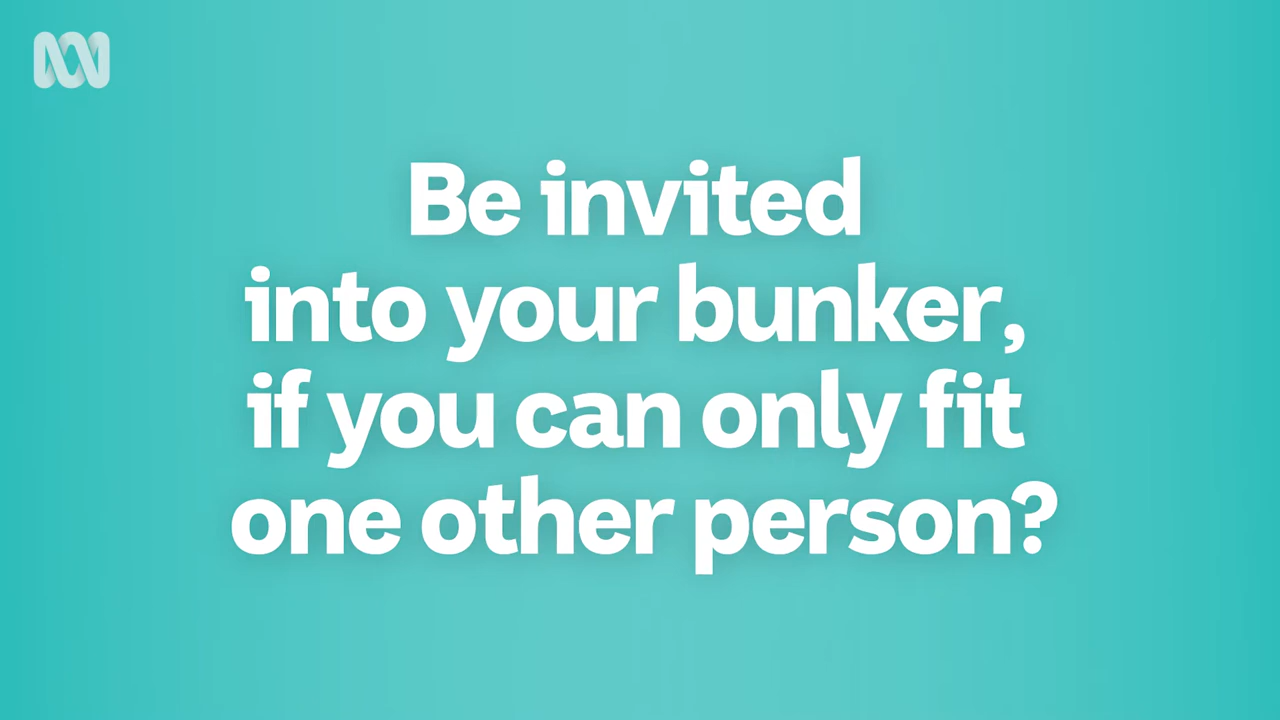 Be invited
into your bunker,
if you can only fit
one other person?